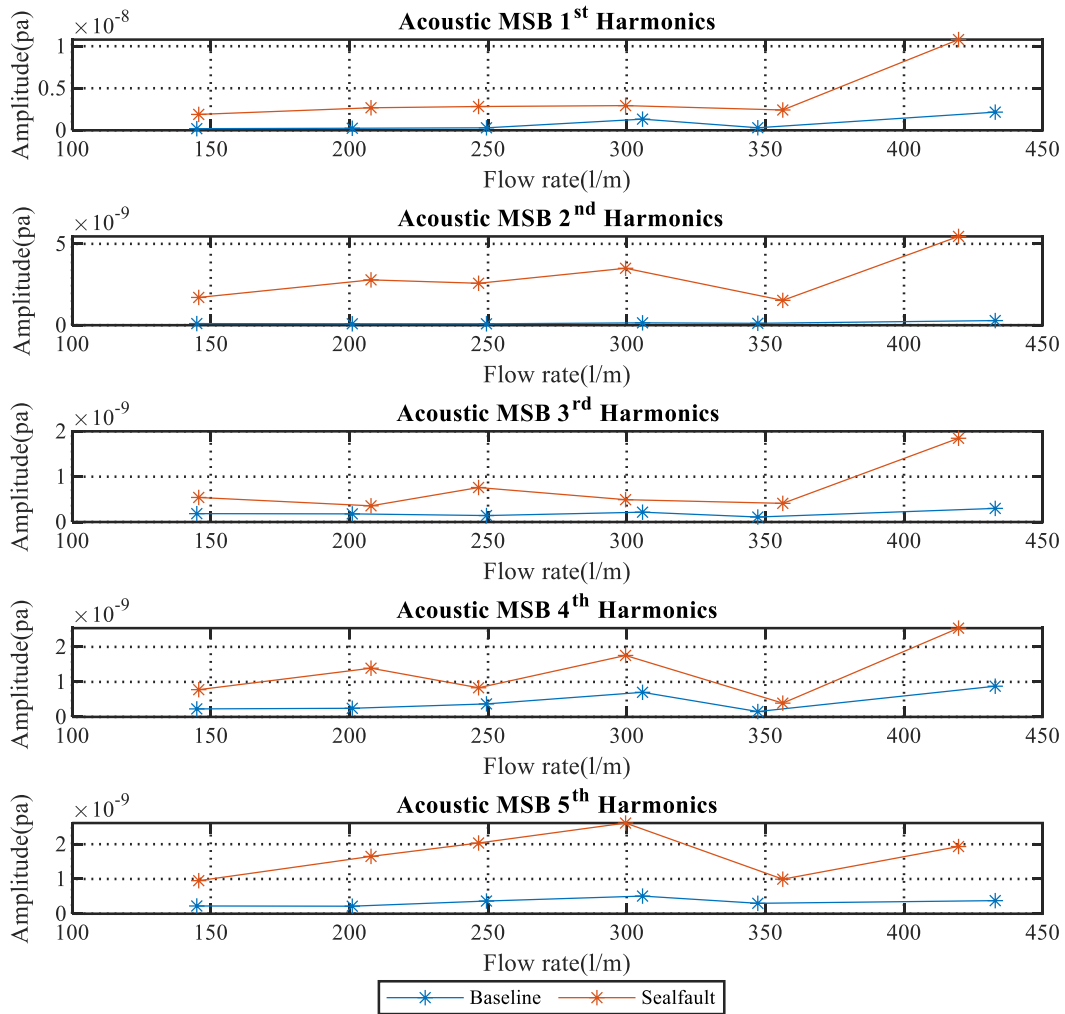 Acoustic MSB 1st Harmonics
×10-8
Amplitude(pa)
1
0.5
0
100 150 200 250 300 350 400 450
Flow rate(l/m)
Acoustic MSB 2nd Harmonics
×10-9
Amplitude(pa)
5
0
100 150 200 250 300 350 400 450
Flow rate(l/m)
Acoustic MSB 3rd Harmonics
×10-9
Amplitude(pa)
2
1
0
100 150 200 250 300 350 400 450
Flow rate(l/m)
Acoustic MSB 4th Harmonics
×10-9
Amplitude(pa)
2
1
0
100 150 200 250 300 350 400 450
Flow rate(l/m)
Acoustic MSB 5th Harmonics
×10-9
Amplitude(pa)
2
1
0
100 150 200 250 300 350 400 450
Flow rate(l/m)
Baseline Sealfault